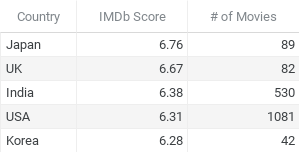 Country IMDb Score # of Movies
Japan 6.76 89
UK 6.67 82
India 6.38 530
USA 6.31 1081
Korea 6.28 42